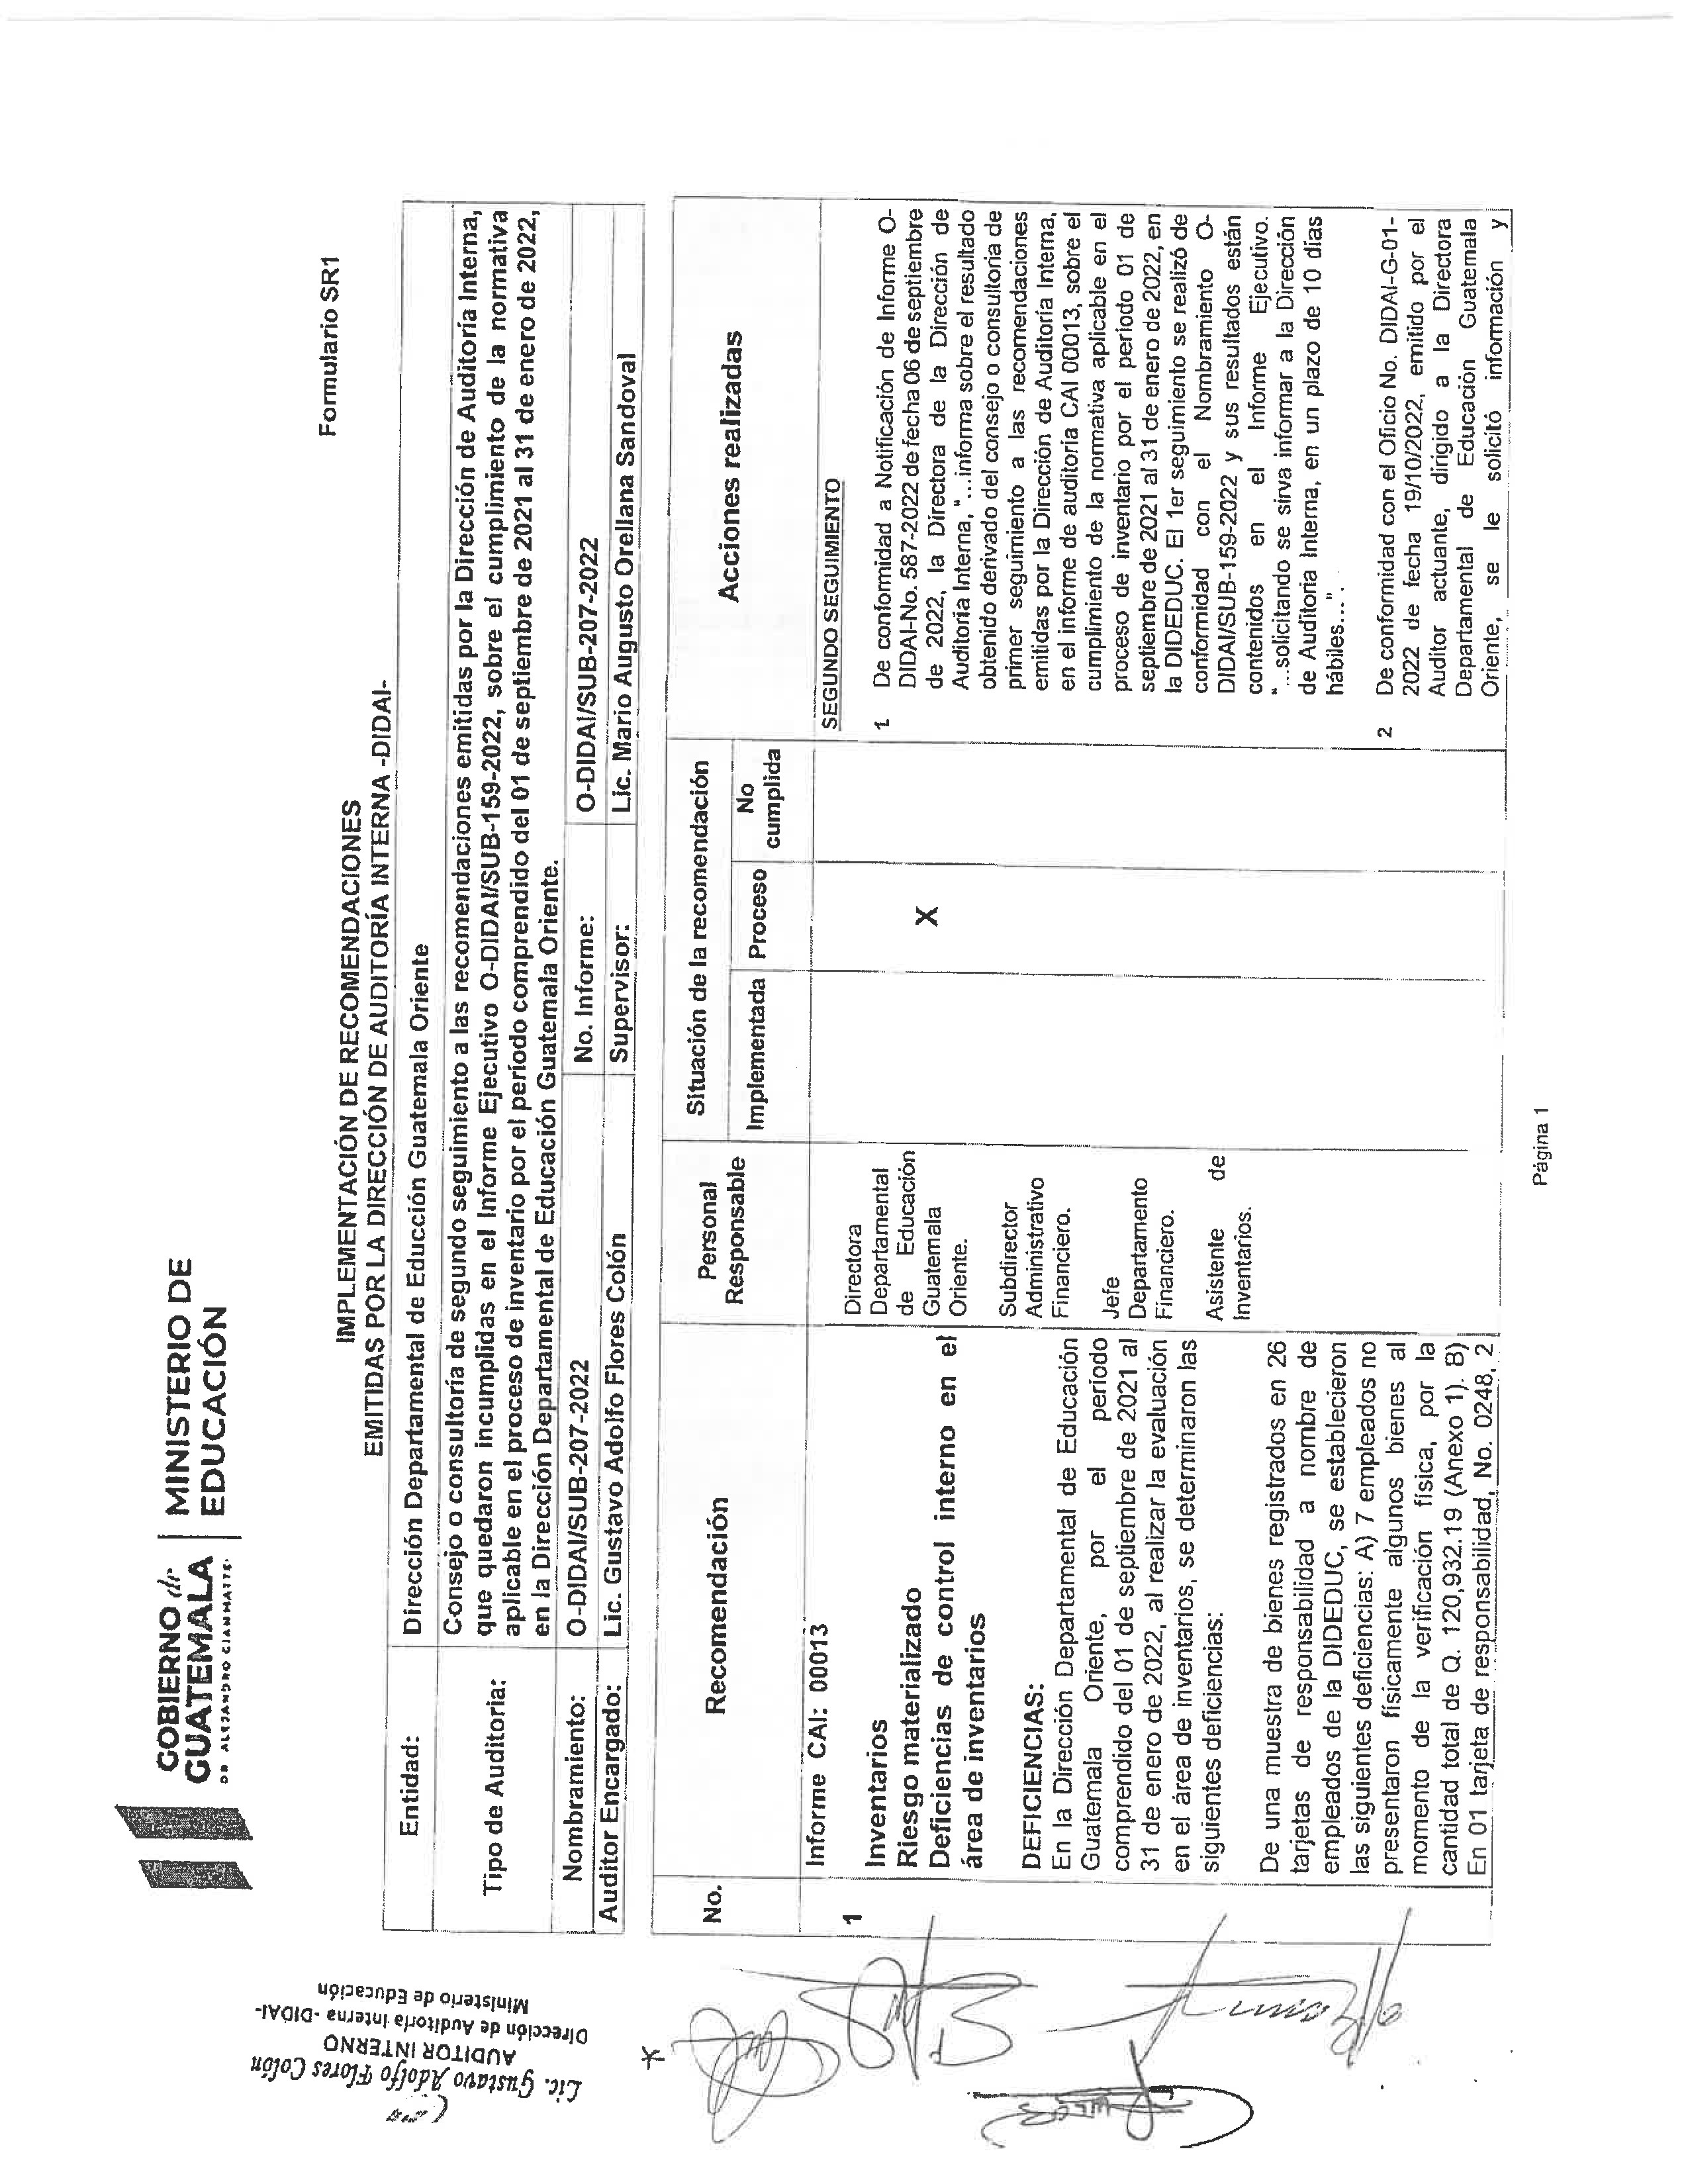 GOBIERNO de
GUATEMALA
DR. ALEJANDRO GIAMMATTEI
MINISTERIO DE
EDUCACIÓN
Formulario SR1
IMPLEMENTACIÓN DE RECOMENDACIONES
EMITIDAS POR LA DIRECCIÓN DE AUDITORÍA INTERNA -DIDAI-
Entidad:
Dirección Departamental de Educción Guatemala Oriente
Tipo de Auditoria:
Consejo o consultoría de segundo seguimiento a las recomendaciones emitidas por la Dirección de Auditoría Interna,
que quedaron incumplidas en el Informe Ejecutivo O-DIDAI/SUB-159-2022, sobre el cumplimiento de la normativa
aplicable en el proceso de inventario por el período comprendido del 01 de septiembre de 2021 al 31 de enero de 2022,
en la Dirección Departamental de Educación Guatemala Oriente.
Nombramiento:
O-DIDAI/SUB-207-2022
No. Informe:
O-DIDAI/SUB-207-2022
Auditor Encargado:
Lic. Gustavo Adolfo Flores Colón
Supervisor:
Lic. Mario Augusto Orellana Sandoval
No.
Recomendación
Personal
Responsable
Situación de la recomendación
Implementada
Proceso
No
cumplida
Acciones realizadas
Informe CAI: 00013
1
Inventarios
Riesgo materializado
Deficiencias de control interno en el
área de inventarios
DEFICIENCIAS:
En la Dirección Departamental de Educación
Guatemala Oriente, por el periodo
comprendido del 01 de septiembre de 2021 al
31 de enero de 2022, al realizar la evaluación
en el área de inventarios, se determinaron las
siguientes deficiencias:
De una muestra de bienes registrados en 26
tarjetas de responsabilidad a nombre de
empleados de la DIDEDUC, se establecieron
las siguientes deficiencias: A) 7 empleados no
presentaron físicamente algunos bienes al
momento de la verificación física, por la
cantidad total de Q. 120,932.19 (Anexo 1). B)
En 01 tarjeta de responsabilidad, No. 0248, 2
Directora
Departamental
de Educación
Guatemala
Oriente.
Subdirector
Administrativo
Financiero.
Jefe
Departamento
Financiero.
Asistente de
Inventarios.
X
SEGUNDO SEGUIMIENTO
1 De conformidad a Notificación de Informe O-
DIDAI-No. 587-2022 de fecha 06 de septiembre
de 2022, la Directora de la Dirección de
Auditoría Interna, "...informa sobre el resultado
obtenido derivado del consejo o consultoría de
primer seguimiento a las recomendaciones
emitidas por la Dirección de Auditoría Interna,
en el informe de auditoría CAI 00013, sobre el
cumplimiento de la normativa aplicable en el
proceso de inventario por el período 01 de
septiembre de 2021 al 31 de enero de 2022, en
la DIDEDUC. El 1er seguimiento se realizó de
conformidad con el Nombramiento O-
DIDAI/SUB-159-2022 y sus resultados están
contenidos en el Informe Ejecutivo.
"...solicitando se sirva informar a la Dirección
de Auditoría Interna, en un plazo de 10 días
hábiles...".
2 De conformidad con el Oficio No. DIDAI-G-01-
2022 de fecha 19/10/2022, emitido por el
Auditor actuante, dirigido a la Directora
Departamental de Educación Guatemala
Oriente, se le solicitó información y
Página 1
Lic. Gustavo Adolfo Flores Colón
AUDITOR INTERNO
Dirección de Auditoría Interna -DIDAI-
Ministerio de Educación